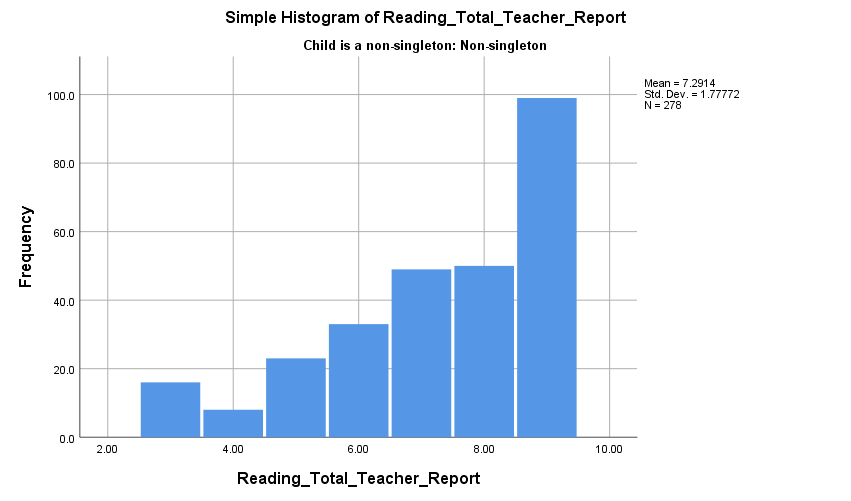 Simple Histogram of Reading_Total_Teacher_Report
Child is a non-singleton: Non-singleton
Mean = 7.2914
Std. Dev. = 1.77772
N = 278
100.0
80.0
60.0
40.0
20.0
0.0
Frequency
2.00 4.00 6.00 8.00 10.00
Reading_Total_Teacher_Report